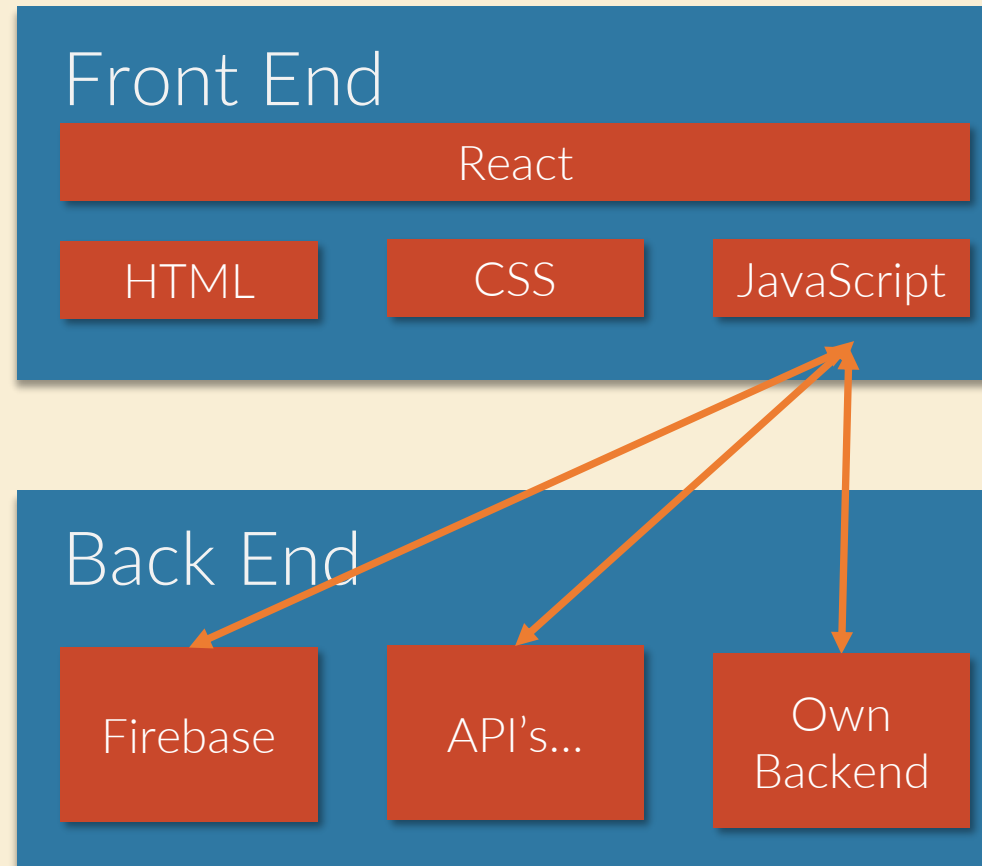 Front End
React
HTML
CSS
JavaScript
Back End
Firebase
API’s...
Own
Backend